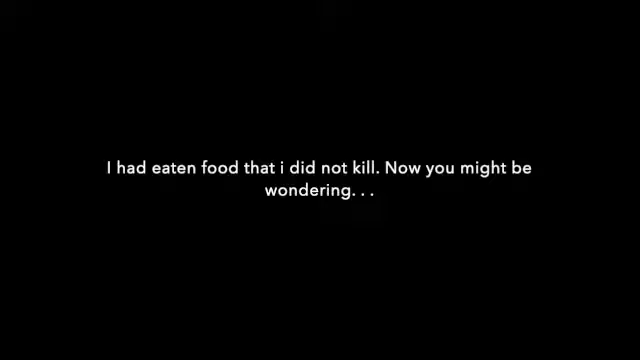 I had eaten food that i did not kill. Now you might be
wondering. . .